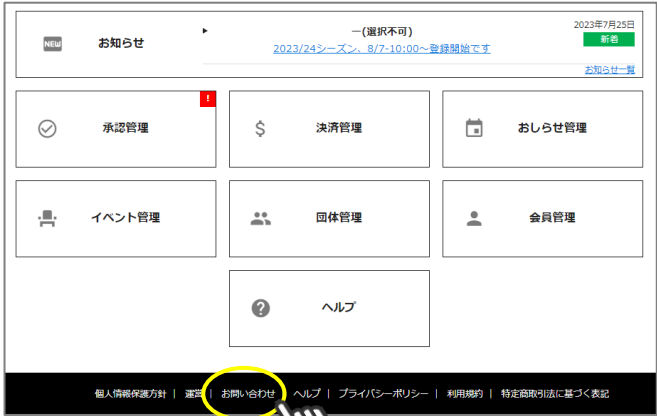 NEW お知らせ
▶ ー(選択不可) 2023年7月25日
新着
2023/24シーズン、8/7-10:00～登録開始です
お知らせ一覧
!
承認管理 決済管理 おしらせ管理
イベント管理 団体管理 会員管理
ヘルプ
個人情報保護方針 | 運営 | お問い合わせ ヘルプ | プライバシーポリシー | 利用規約 | 特定商取引法に基づく表記